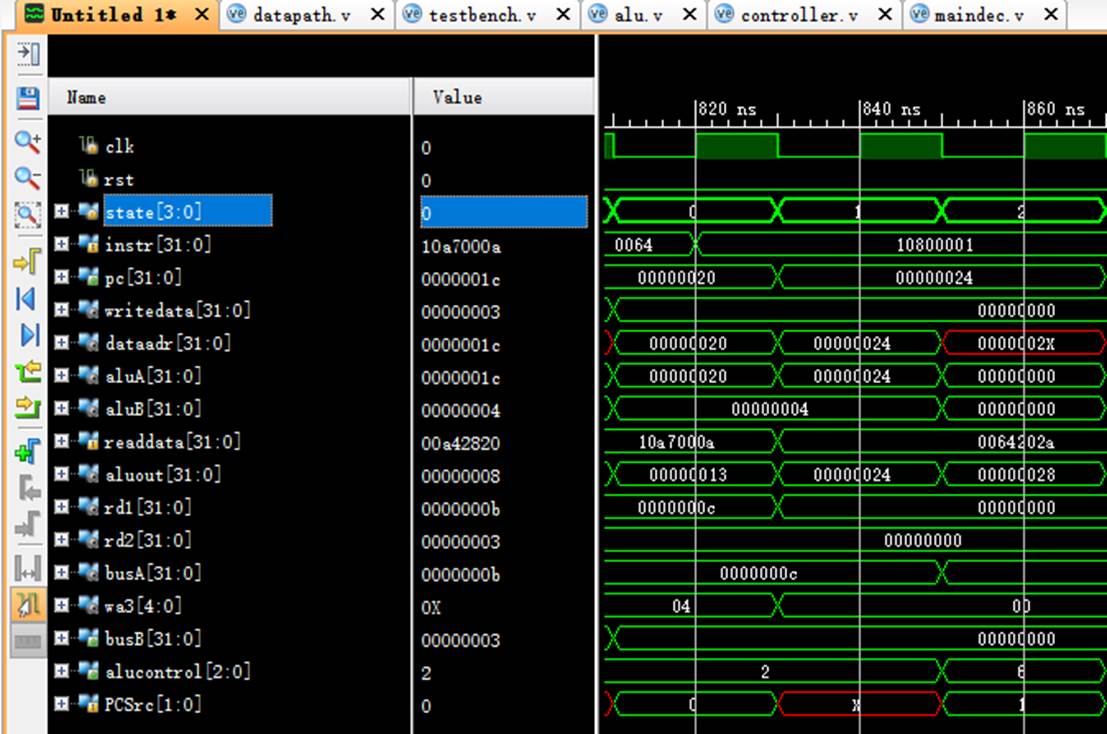 Untitled 1* datapath.v testbench.v alu.v controller.v maindec.v
Name Value
820 ns 840 ns 860 ns
clk 0
rst 0
state[3:0] 0 0 1 2
instr[31:0] 10a7000a 0064 10800001
pc[31:0] 0000001c 00000020 00000024
writedata[31:0] 00000003 00000000
dataadr[31:0] 0000001c 00000020 00000024 0000002X
aluA[31:0] 0000001c 00000020 00000024 00000000
aluB[31:0] 00000004 00000004 00000000
readdata[31:0] 00a42820 10a7000a 0064202a
aluout[31:0] 00000008 00000013 00000024 00000028
rd1[31:0] 0000000b 0000000c 00000000
rd2[31:0] 00000003 00000000
busA[31:0] 0000000b 0000000c
wa3[4:0] 0X 04 00
busB[31:0] 00000003 00000000
alucontrol[2:0] 2 2 6
PCSrc[1:0] 0 0 X 1